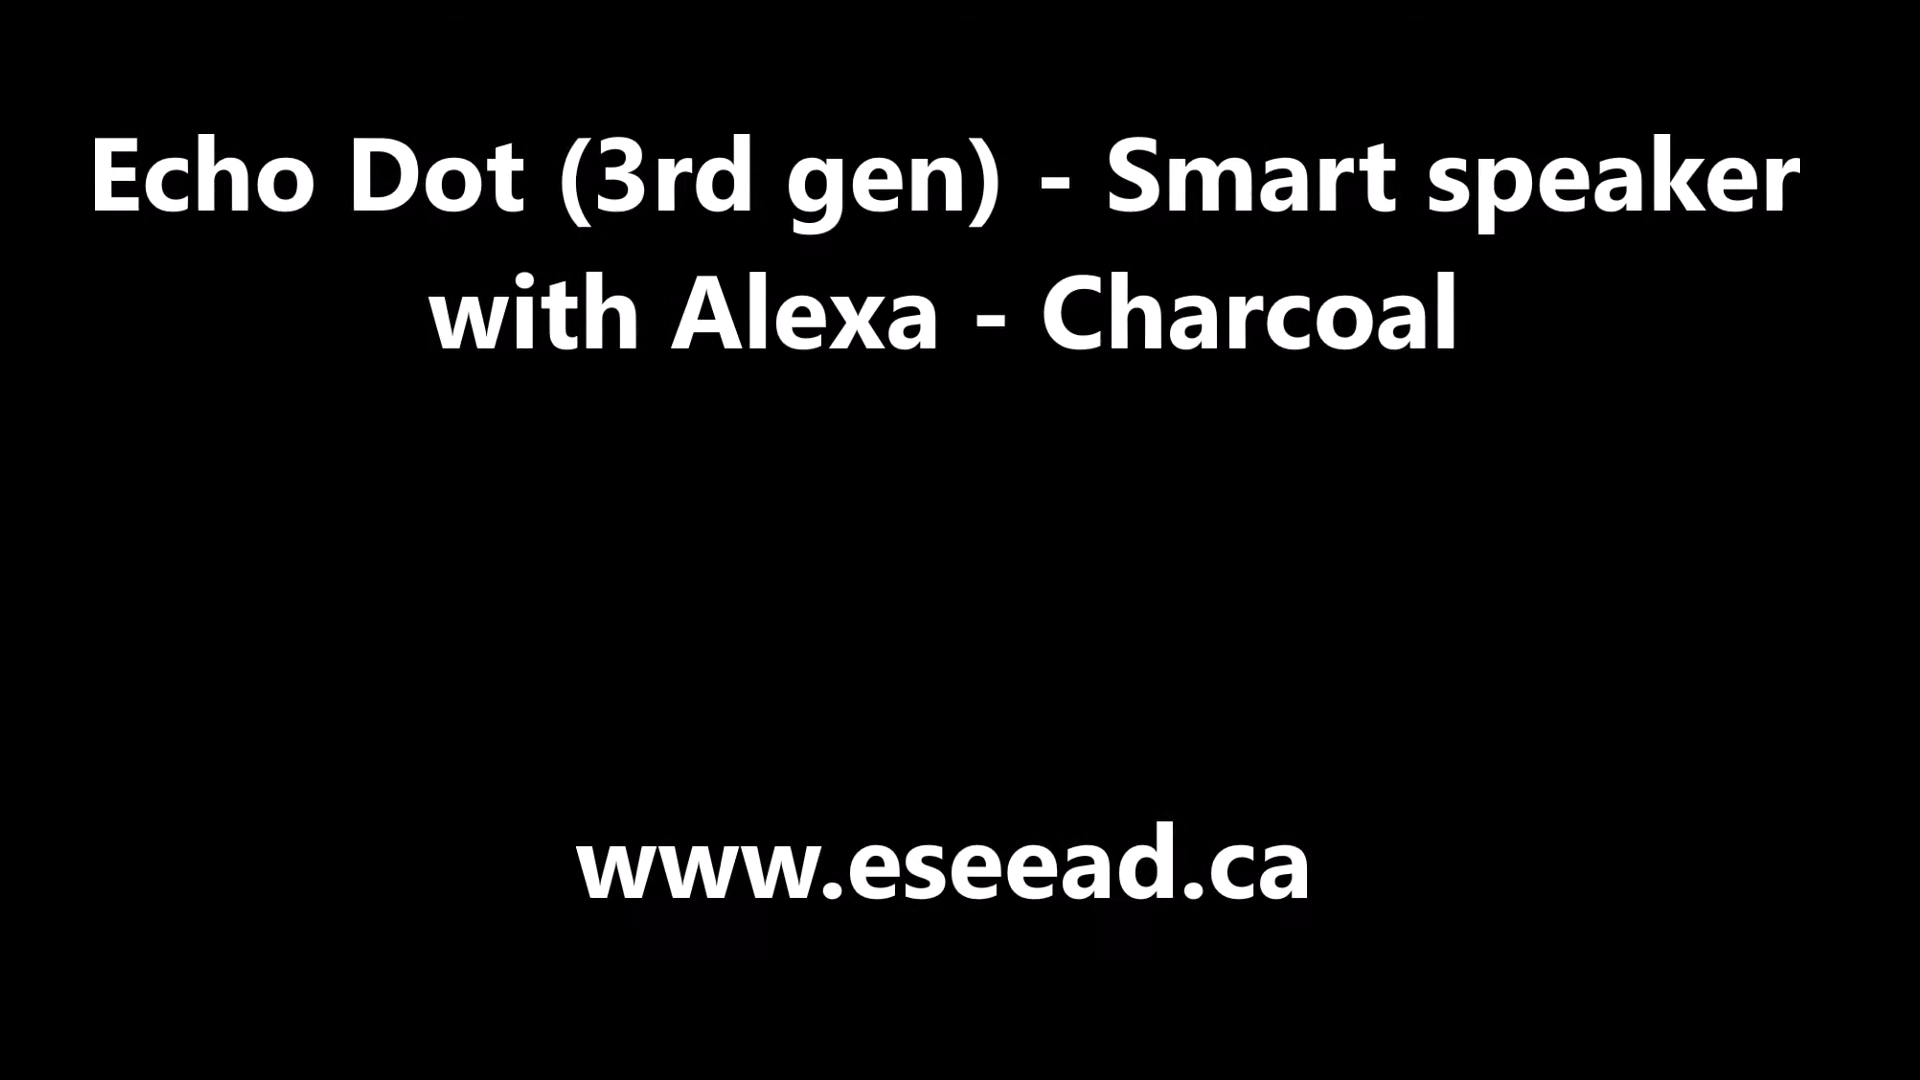 Echo Dot (3rd gen) - Smart speaker
with Alexa - Charcoal
www.eseead.ca